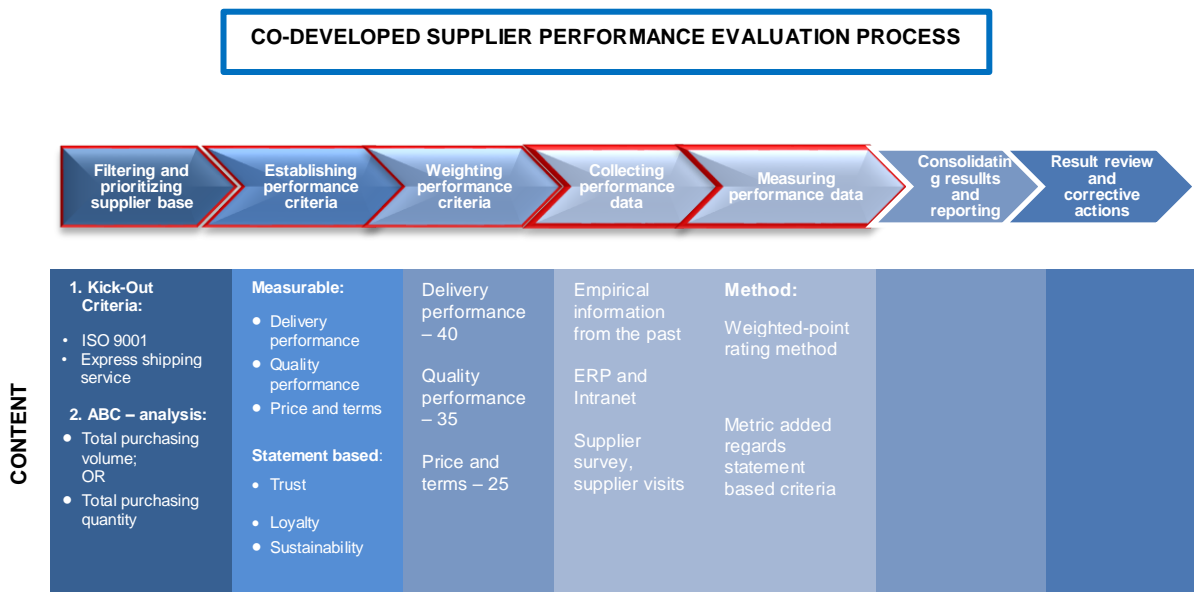 CO-DEVELOPED SUPPLIER PERFORMANCE EVALUATION PROCESS
Filtering and
prioritizing
supplier base
Establishing
performance
criteria
Weighting
performance
criteria
Collecting
performance
data
Measuring
performance data
Consolidatin
g resullts
and
reporting
Result review
and
corrective
actions
CONTENT
1. Kick-Out
Criteria:
• ISO 9001
• Express shipping
service
2. ABC – analysis:
• Total purchasing
volume;
OR
• Total purchasing
quantity
Measurable:
• Delivery
performance
• Quality
performance
• Price and terms
Statement based:
• Trust
• Loyalty
• Sustainability
Delivery
performance
– 40
Quality
performance
– 35
Price and
terms – 25
Empirical
information
from the past
ERP and
Intranet
Supplier
survey,
supplier visits
Method:
Weighted-point
rating method
Metric added
regards
statement
based criteria